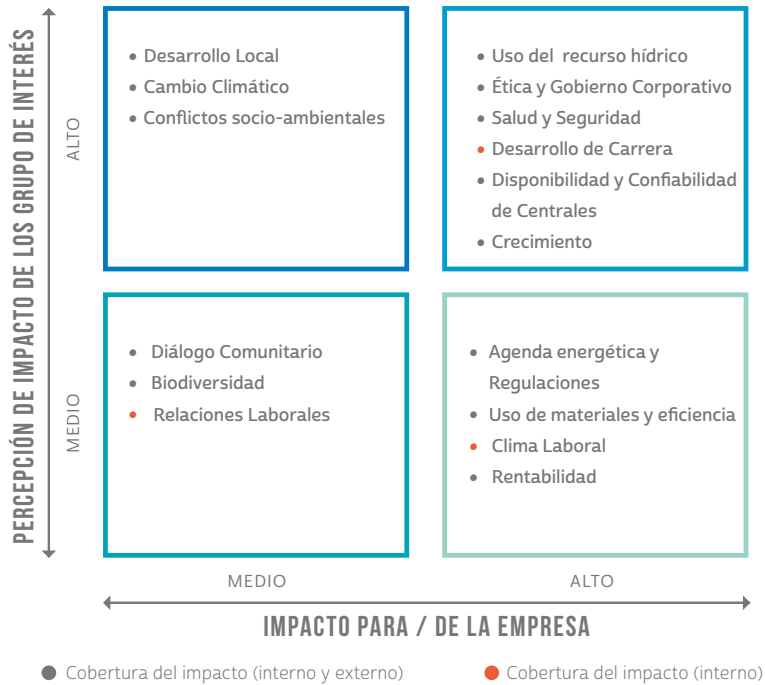 PERCEPCIÓN DE IMPACTO DE LOS GRUPO DE INTERÉS
ALTO
• Desarrollo Local
• Cambio Climático
• Conflictos socio-ambientales
• Uso del recurso hídrico
• Ética y Gobierno Corporativo
• Salud y Seguridad
• Desarrollo de Carrera
• Disponibilidad y Confiabilidad
de Centrales
• Crecimiento
MEDIO
• Diálogo Comunitario
• Biodiversidad
• Relaciones Laborales
• Agenda energética y
Regulaciones
• Uso de materiales y eficiencia
• Clima Laboral
• Rentabilidad
MEDIO
ALTO
IMPACTO PARA / DE LA EMPRESA
● Cobertura del impacto (interno y externo)
● Cobertura del impacto (interno)